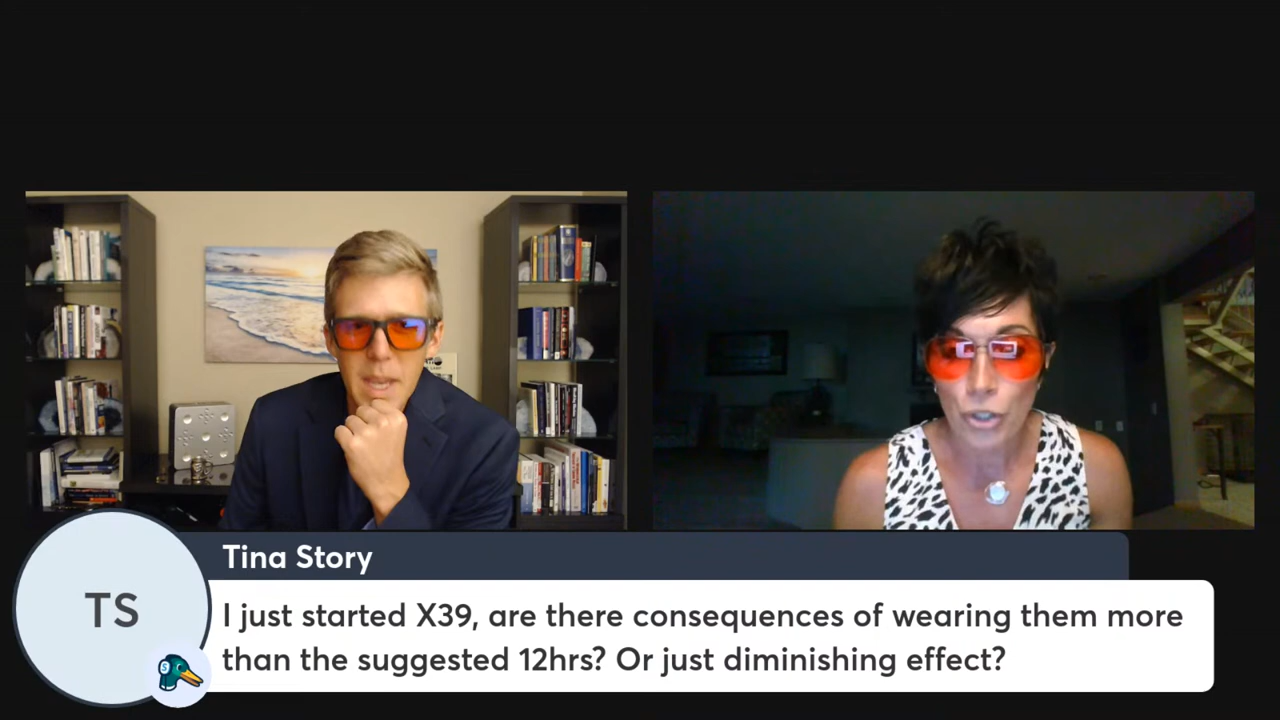 Tina Story
TS
I just started X39, are there consequences of wearing them more
than the suggested 12hrs? Or just diminishing effect?